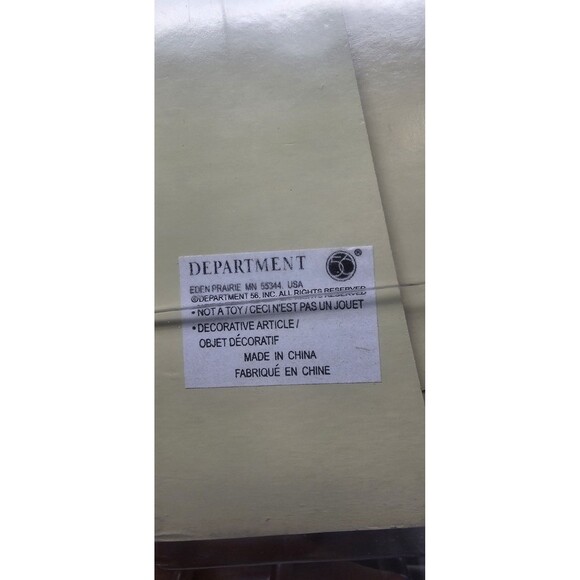 DEPARTMENT 56 ®
EDEN PRAIRIE MN 55344, USA
©DEPARTMENT 56, INC. ALL RIGHTS RESERVED
• NOT A TOY / CECI N'EST PAS UN JOUET
• DECORATIVE ARTICLE /
OBJET DÉCORATIF
MADE IN CHINA
FABRIQUÉ EN CHINE